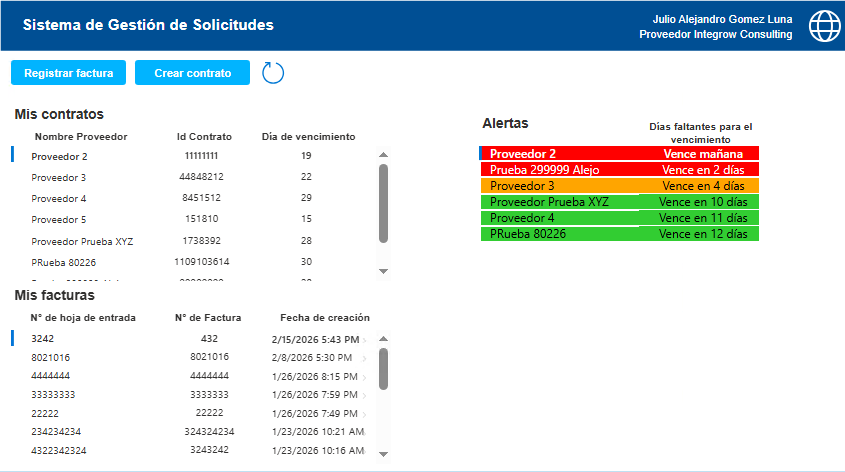 Sistema de Gestión de Solicitudes
Julio Alejandro Gomez Luna
Proveedor Integrow Consulting
Registrar factura Crear contrato
Mis contratos
Nombre Proveedor Id Contrato Día de vencimiento
Proveedor 2 11111111 19
Proveedor 3 44848212 22
Proveedor 4 8451512 29
Proveedor 5 151810 15
Proveedor Prueba XYZ 1738392 28
PRueba 80226 1109103614 30
Alertas
Días faltantes para el
vencimiento
Proveedor 2 Vence mañana
Prueba 299999 Alejo Vence en 2 días
Proveedor 3 Vence en 4 días
Proveedor Prueba XYZ Vence en 10 días
Proveedor 4 Vence en 11 días
PRueba 80226 Vence en 12 días
Mis facturas
N° de hoja de entrada N° de Factura Fecha de creación
3242 432 2/15/2026 5:43 PM
8021016 8021016 2/8/2026 5:30 PM
4444444 4444444 1/26/2026 8:15 PM
33333333 3333333 1/26/2026 7:59 PM
22222 22222 1/26/2026 7:49 PM
234234234 324324234 1/23/2026 10:21 AM
4322342324 3243242 1/23/2026 10:16 AM